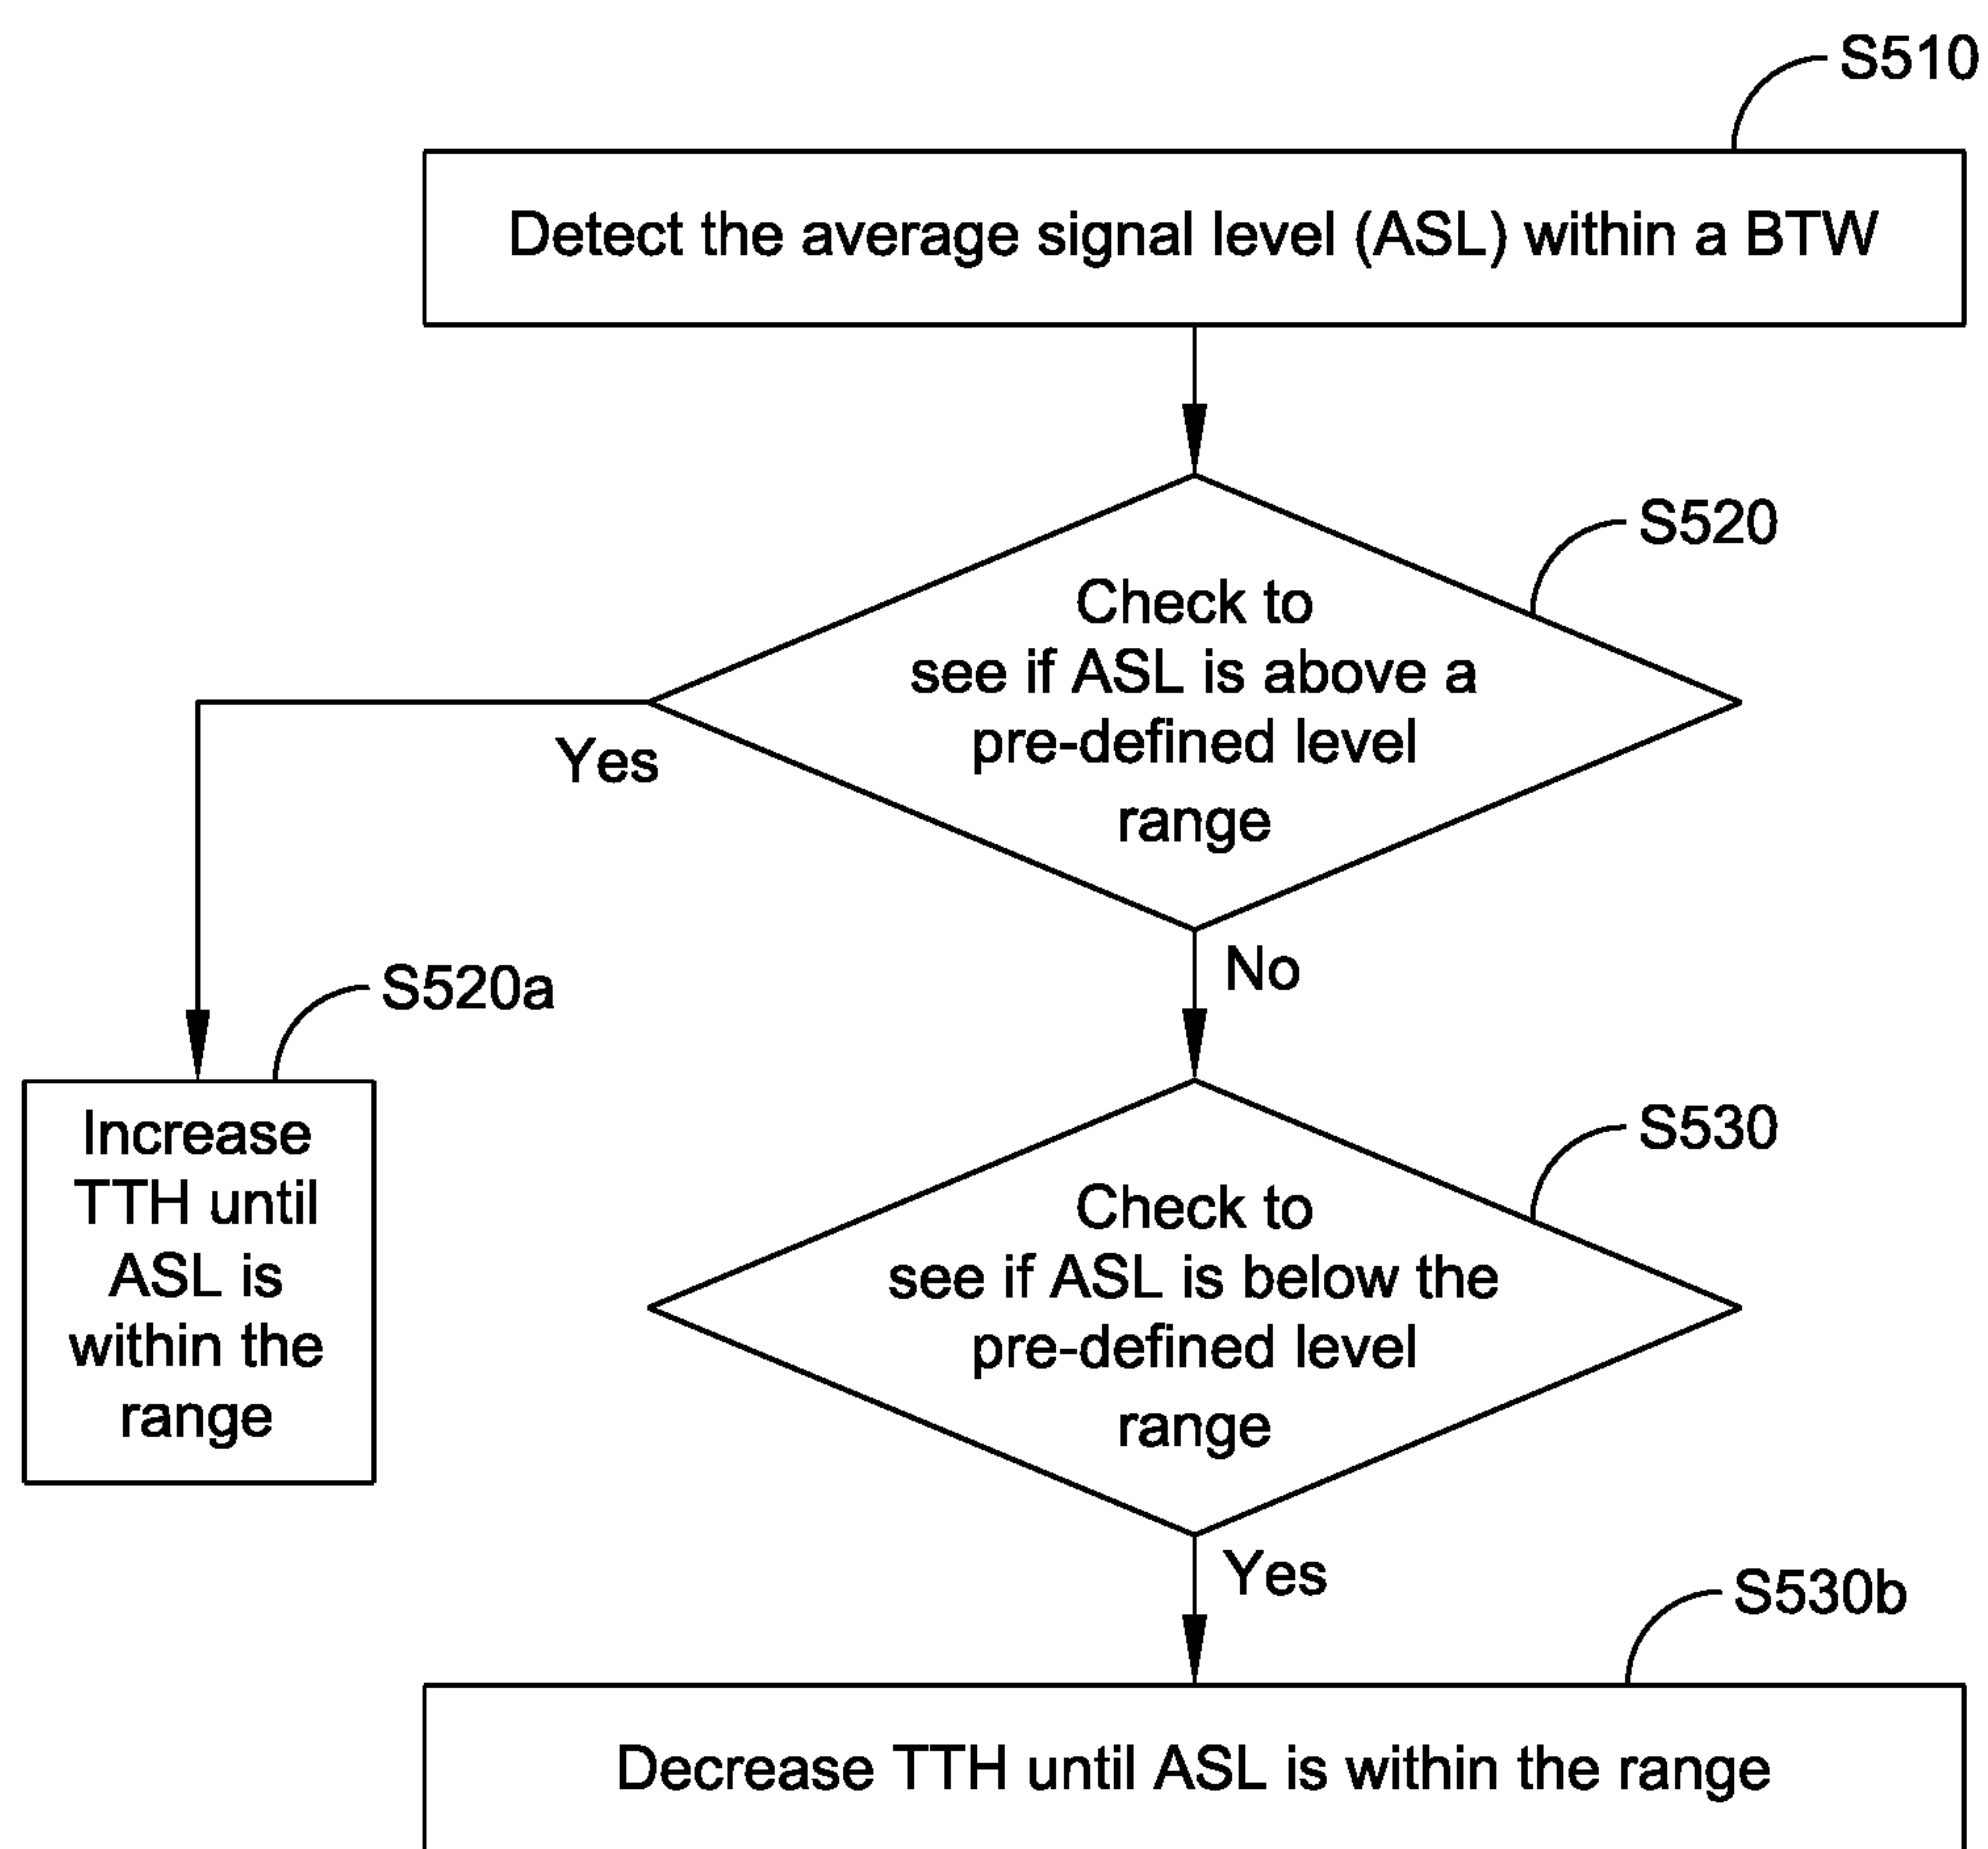 S510
Detect the average signal level (ASL) within a BTW
S520
Check to
see if ASL is above a
pre-defined level
range
Yes
No
S520a
Increase
TTH until
ASL is
within the
range
S530
Check to
see if ASL is below the
pre-defined level
range
Yes
S530b
Decrease TTH until ASL is within the range